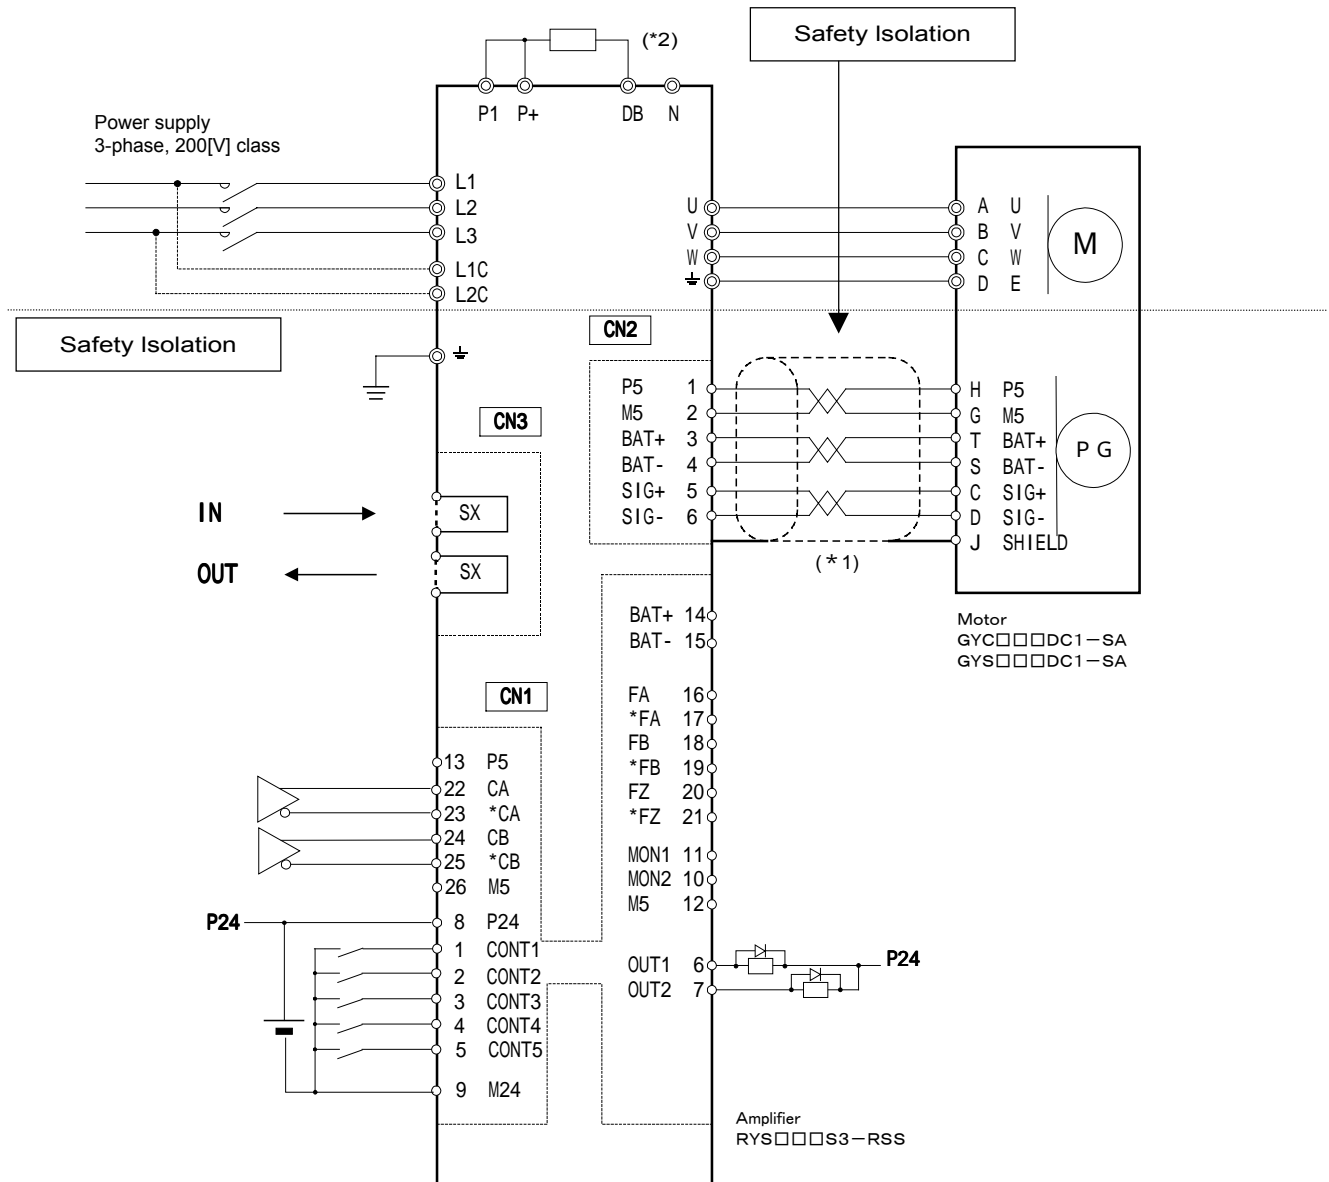 Safety Isolation
(*2)
P1 P+ DB N
Power supply
3-phase, 200[V] class
L1
L2
L3
L1C
L2C
U
V
W
A U
B V
C W
D E
M
Safety Isolation
CN2
P5 1
M5 2
BAT+ 3
BAT- 4
SIG+ 5
SIG- 6
(*1)
H P5
G M5
T BAT+
S BAT-
C SIG+
D SIG-
J SHIELD
P G
CN3
IN
SX
OUT
SX
Motor
GYC□□□DC1-SA
GYS□□□DC1-SA
CN1
BAT+ 14
BAT- 15
FA 16
*FA 17
FB 18
*FB 19
FZ 20
*FZ 21
MON1 11
MON2 10
M5 12
OUT1 6
OUT2 7
P24
13 P5
22 CA
23 *CA
24 CB
25 *CB
26 M5
P24
8 P24
1 CONT1
2 CONT2
3 CONT3
4 CONT4
5 CONT5
9 M24
Amplifier
RYS□□□S3-RSS